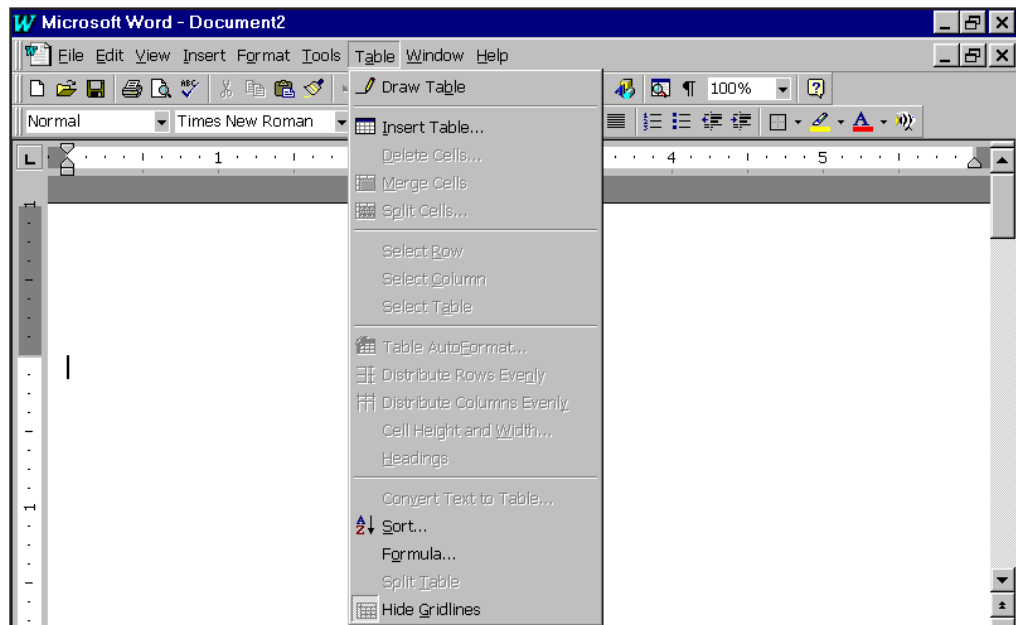 Microsoft Word - Document2
File Edit View Insert Format Tools Table Window Help
100%
Normal Times New Roman
L 1 4 5
Draw Table
Insert Table...
Delete Cells...
Merge Cells
Split Cells...
Select Row
Select Column
Select Table
Table AutoFormat...
Distribute Rows Evenly
Distribute Columns Evenly
Cell Height and Width...
Headings
Convert Text to Table...
Sort...
Formula...
Split Table
Hide Gridlines
1
1